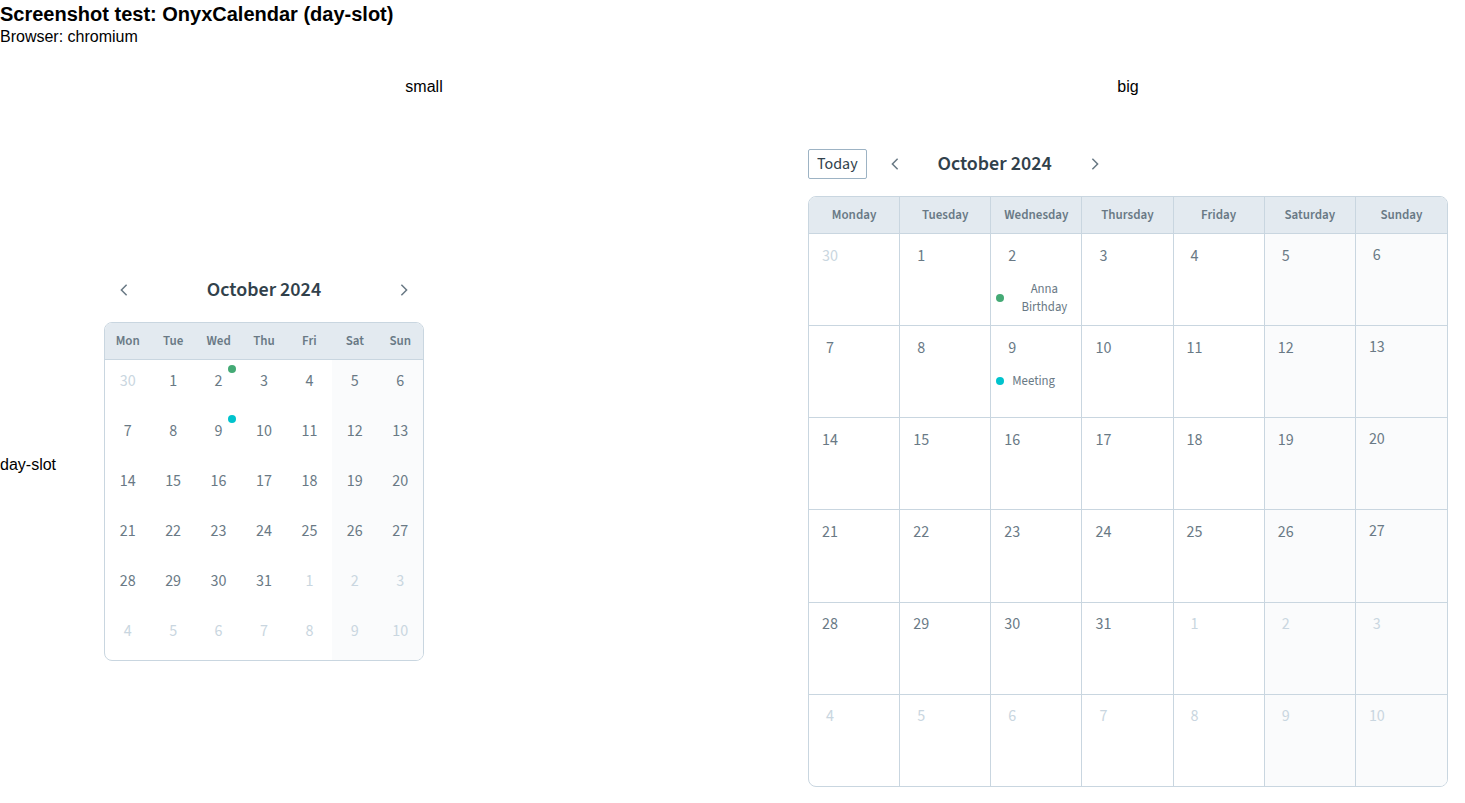 Screenshot test: OnyxCalendar (day-slot)
Browser: chromium
small
big
day-slot
October 2024
Mon Tue Wed Thu Fri Sat Sun
30 1 2 3 4 5 6
7 8 9 10 11 12 13
14 15 16 17 18 19 20
21 22 23 24 25 26 27
28 29 30 31 1 2 3
4 5 6 7 8 9 10
Today October 2024
Monday Tuesday Wednesday Thursday Friday Saturday Sunday
30 1 2 3 4 5 6
Anna
Birthday
7 8 9 10 11 12 13
Meeting
14 15 16 17 18 19 20
21 22 23 24 25 26 27
28 29 30 31 1 2 3
4 5 6 7 8 9 10